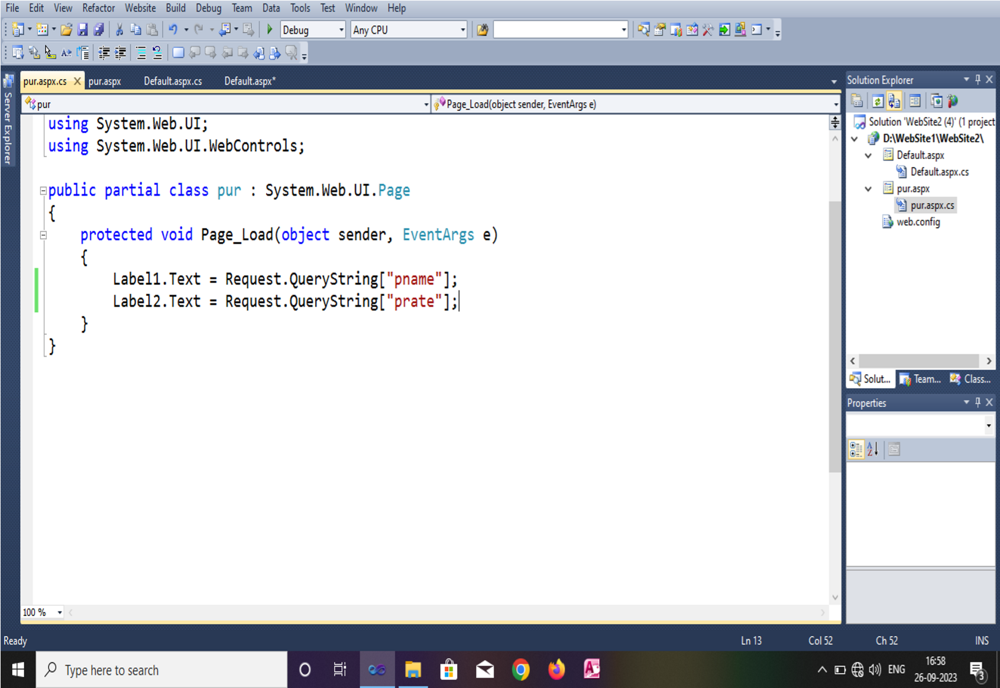 File Edit View Refactor Website Build Debug Team Data Tools Test Window Help
Debug Any CPU
pur.aspx.cs pur.aspx Default.aspx.cs Default.aspx*
pur Page_Load(object sender, EventArgs e)
Server Explorer
using System.Web.UI;
using System.Web.UI.WebControls;
public partial class pur : System.Web.UI.Page
{
protected void Page_Load(object sender, EventArgs e)
{
Label1.Text = Request.QueryString["pname"];
Label2.Text = Request.QueryString["prate"];
}
}
100 %
Solution Explorer
Solution 'WebSite2 (4)' (1 project
D:\WebSite1\WebSite2\
Default.aspx
Default.aspx.cs
pur.aspx
pur.aspx.cs
web.config
Solut... Team... Class...
Properties
Ready Ln 13 Col 52 Ch 52 INS
Type here to search
ENG
16:58
26-09-2023
3